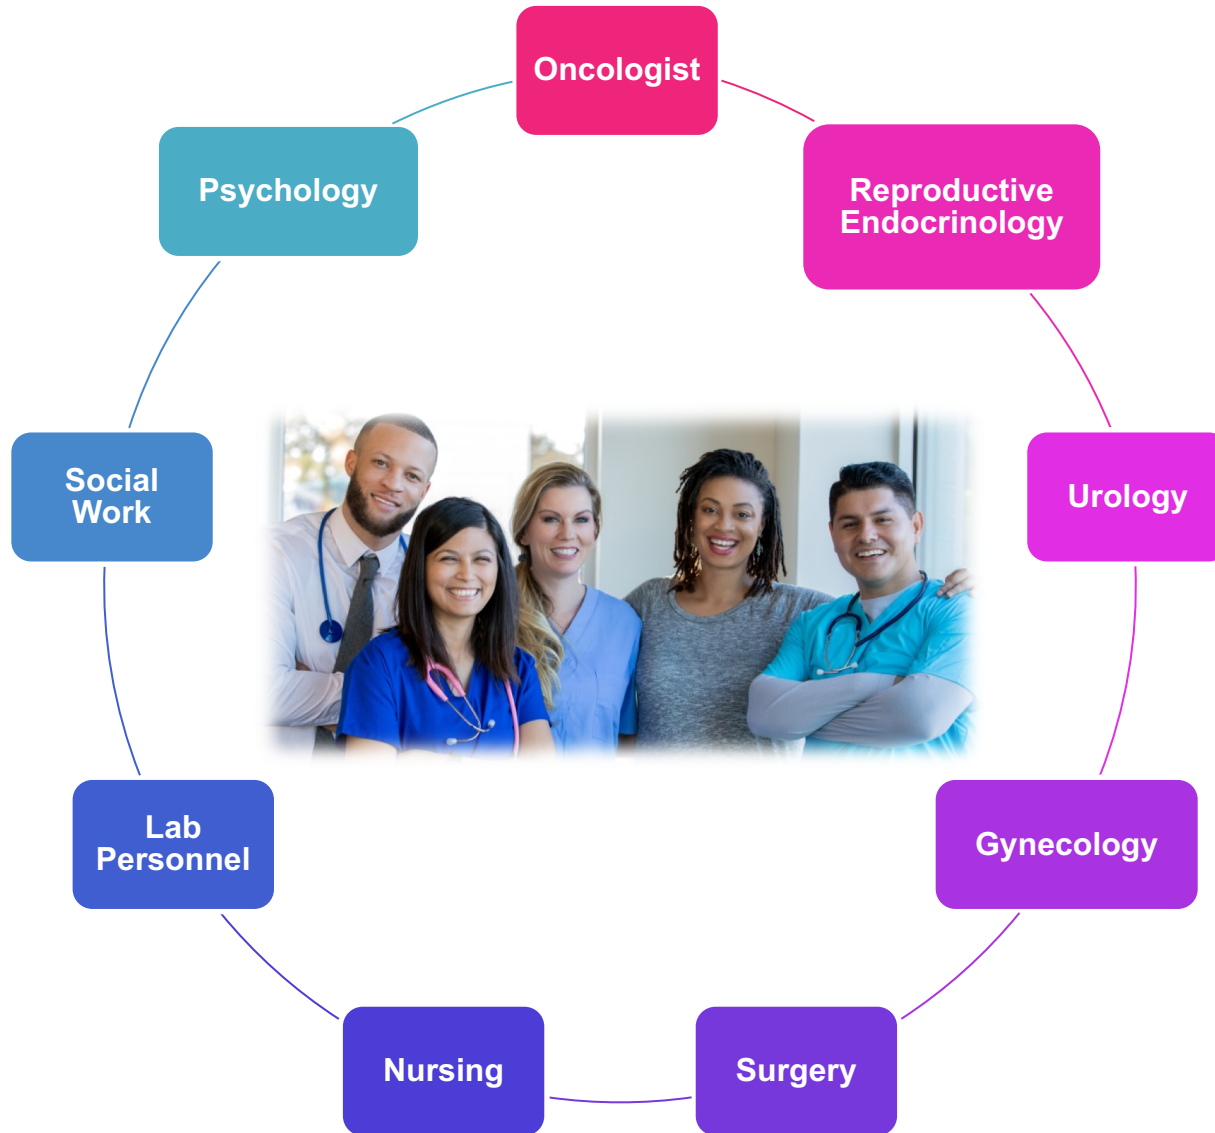 Oncologist
Reproductive
Endocrinology
Urology
Gynecology
Surgery
Nursing
Lab
Personnel
Social
Work
Psychology